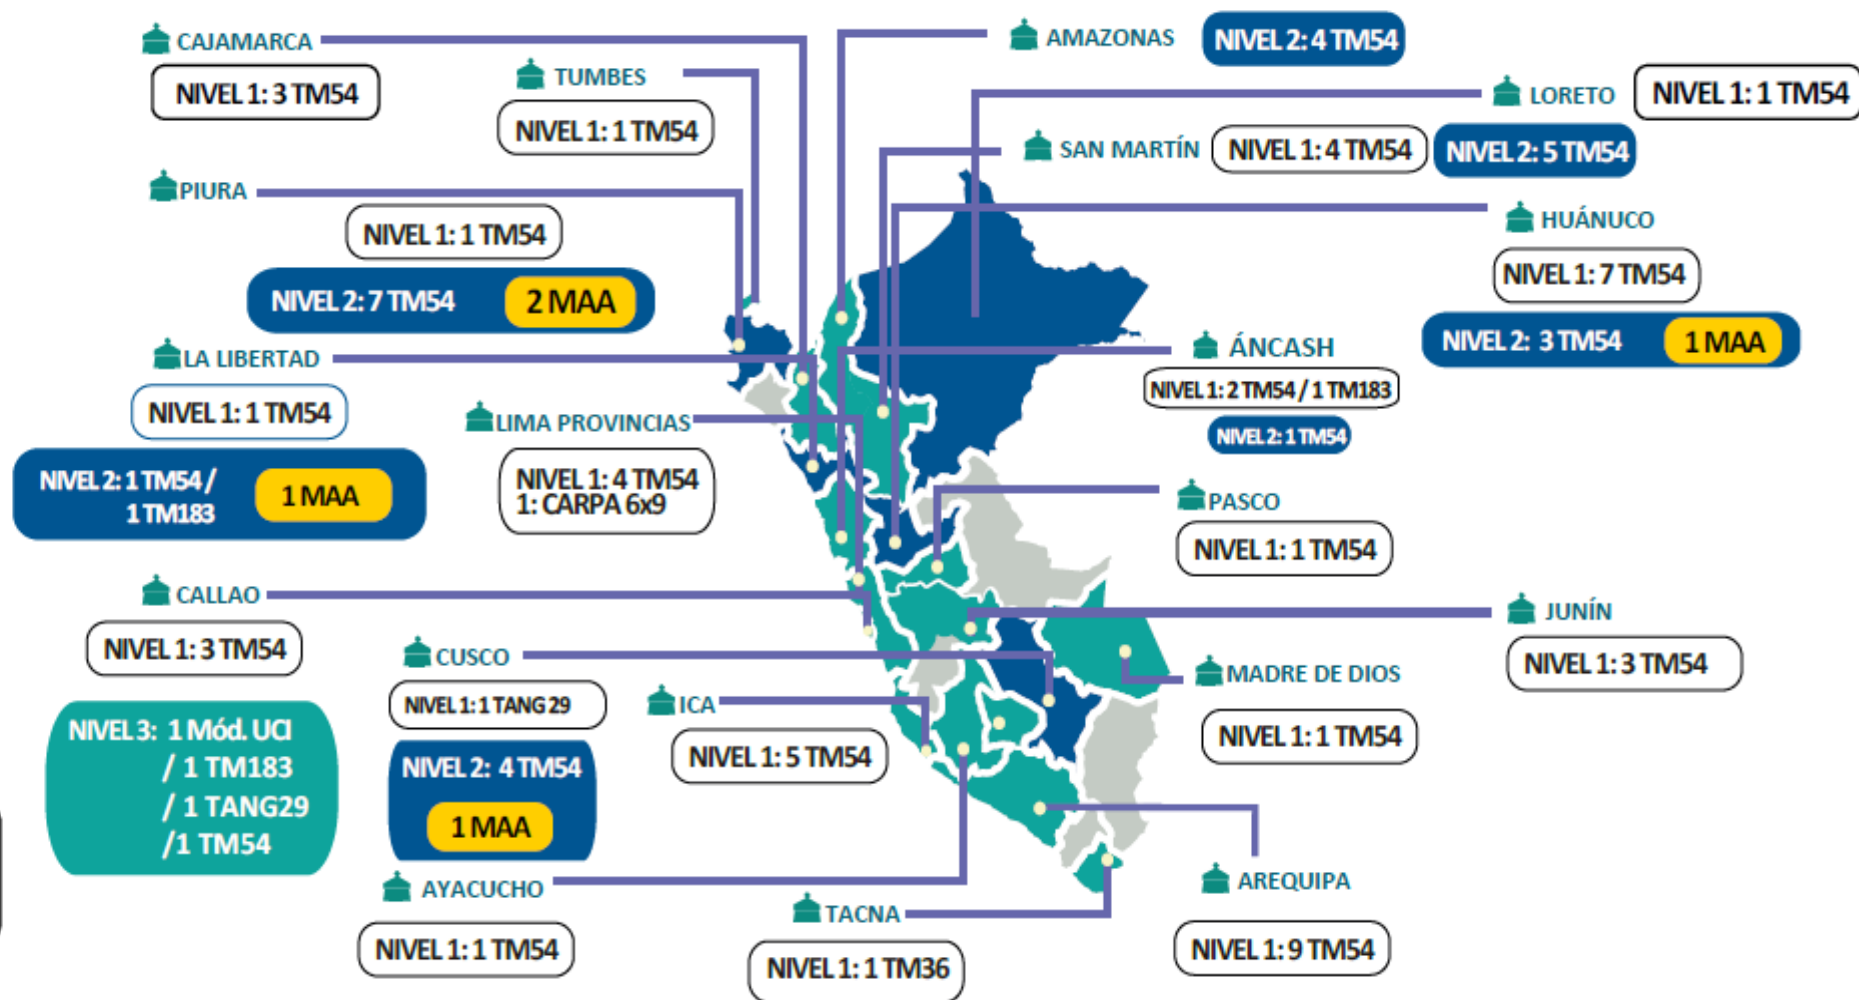 CAJAMARCA
NIVEL 1: 3 TM54
TUMBES
NIVEL 1: 1 TM54
AMAZONAS
NIVEL 2: 4 TM54
LORETO
NIVEL 1: 1 TM54
SAN MARTÍN
NIVEL 1: 4 TM54
NIVEL 2: 5 TM54
PIURA
NIVEL 1: 1 TM54
NIVEL 2: 7 TM54
2 MAA
HUÁNUCO
NIVEL 1: 7 TM54
NIVEL 2: 3 TM54
1 MAA
LA LIBERTAD
NIVEL 1: 1 TM54
NIVEL 2: 1 TM54 /
1 TM183
1 MAA
LIMA PROVINCIAS
NIVEL 1: 4 TM54
1: CARPA 6x9
ÁNCASH
NIVEL 1: 2 TM54 / 1 TM183
NIVEL 2: 1 TM54
PASCO
NIVEL 1: 1 TM54
CALLAO
NIVEL 1: 3 TM54
NIVEL 3: 1 Mód. UCI
/ 1 TM183
/ 1 TANG29
/1 TM54
CUSCO
NIVEL 1: 1 TANG 29
NIVEL 2: 4 TM54
1 MAA
ICA
NIVEL 1: 5 TM54
JUNÍN
NIVEL 1: 3 TM54
MADRE DE DIOS
NIVEL 1: 1 TM54
AYACUCHO
NIVEL 1: 1 TM54
TACNA
NIVEL 1: 1 TM36
AREQUIPA
NIVEL 1: 9 TM54